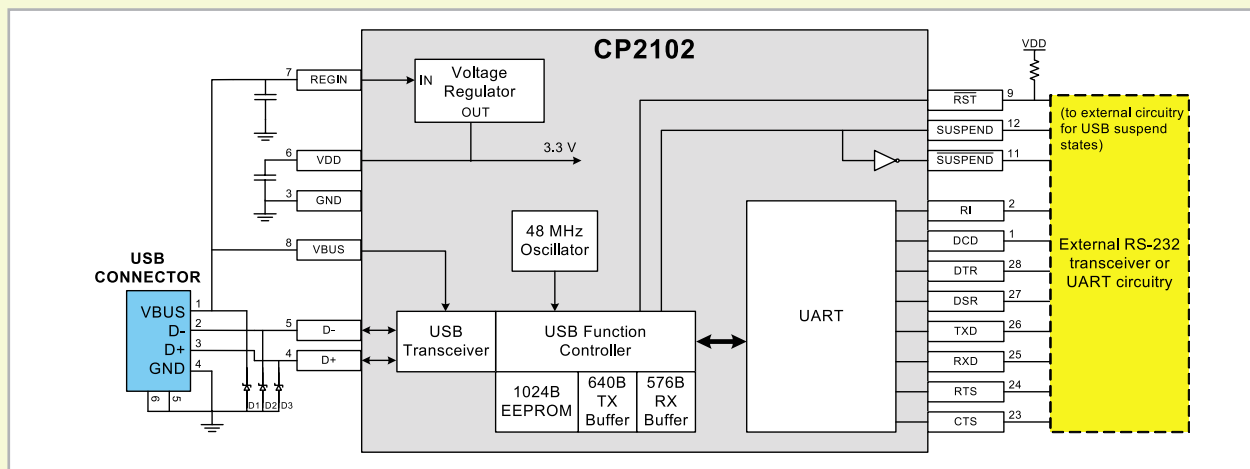 CP2102
7
REGIN
IN
Voltage
Regulator
OUT
6
VDD
3.3 V
3
GND
8
VBUS
48 MHz
Oscillator
USB
CONNECTOR
VBUS
D-
D+
GND
1
2
3
4
6
5
D1
D2
D3
5
D-
4
D+
USB
Transceiver
USB Function
Controller
1024B
EEPROM
640B
TX
Buffer
576B
RX
Buffer
UART
VDD
RST
9
SUSPEND
12
SUSPEND
11
RI
2
DCD
1
DTR
28
DSR
27
TXD
26
RXD
25
RTS
24
CTS
23
(to external circuitry
for USB suspend
states)
External RS-232
transceiver or
UART circuitry